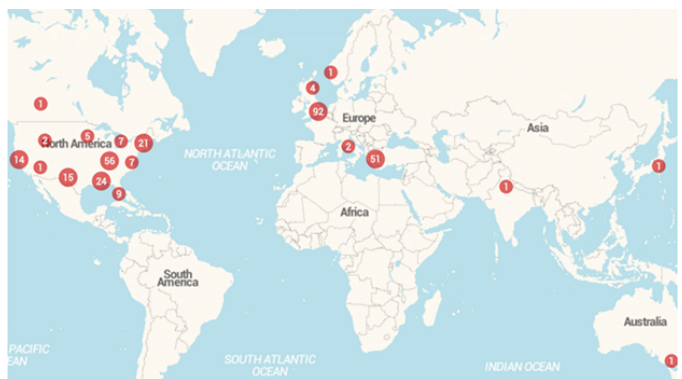 1
4
1
92
Europe
Asia
2
5
North America
7
21
2
51
14
1
56
7
NORTH ATLANTIC
OCEAN
1
15
24
9
1
Africa
South
America
Australia
PACIFIC
EAN
SOUTH ATLANTIC
OCEAN
INDIAN OCEAN
1